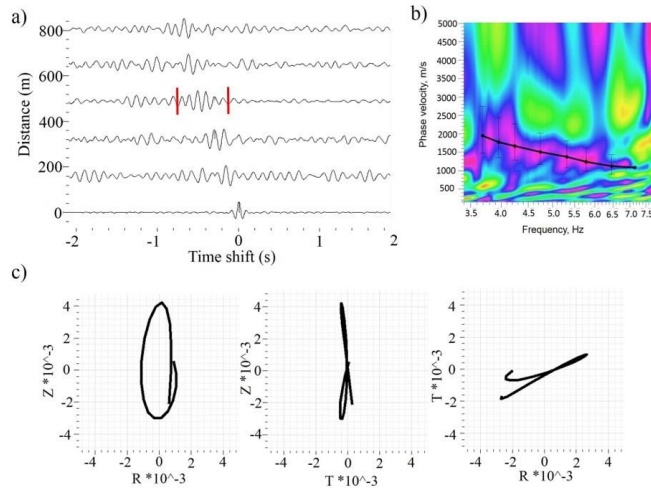 a)
800
600
400
200
0
Distance (m)
-2
-1
0
1
2
Time shift (s)
b)
5000
4500
4000
3500
3000
2500
2000
1500
1000
500
Phase velocity, m/s
3.5 4.0 4.5 5.0 5.5 6.0 6.5 7.0 7.5
Frequency, Hz
c)
4
2
0
-2
-4
Z *10^-3
-4 -2 0 2 4
R *10^-3
4
2
0
-2
-4
Z *10^-3
-4 -2 0 2 4
T *10^-3
4
2
0
-2
-4
T *10^-3
-4 -2 0 2 4
R *10^-3